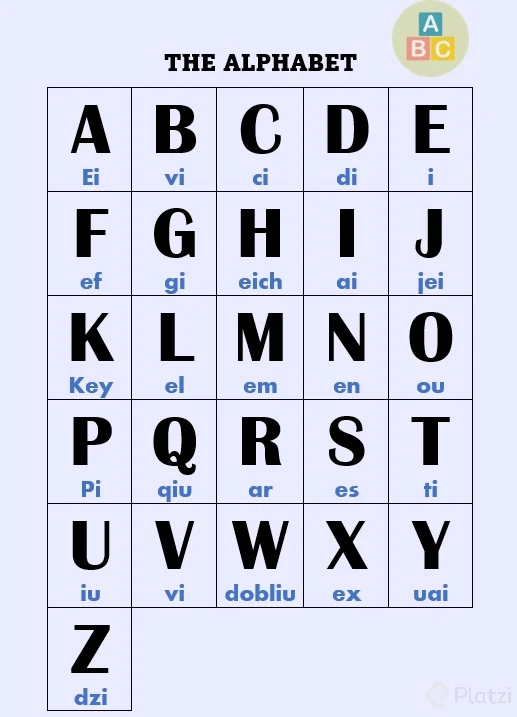 A
B C
THE ALPHABET
A B C D E
Ei vi ci di i
F G H I J
ef gi eich ai jei
K L M N O
Key el em en ou
P Q R S T
Pi qiu ar es ti
U V W X Y
iu vi dobliu ex uai
Z
dzi
Platzi